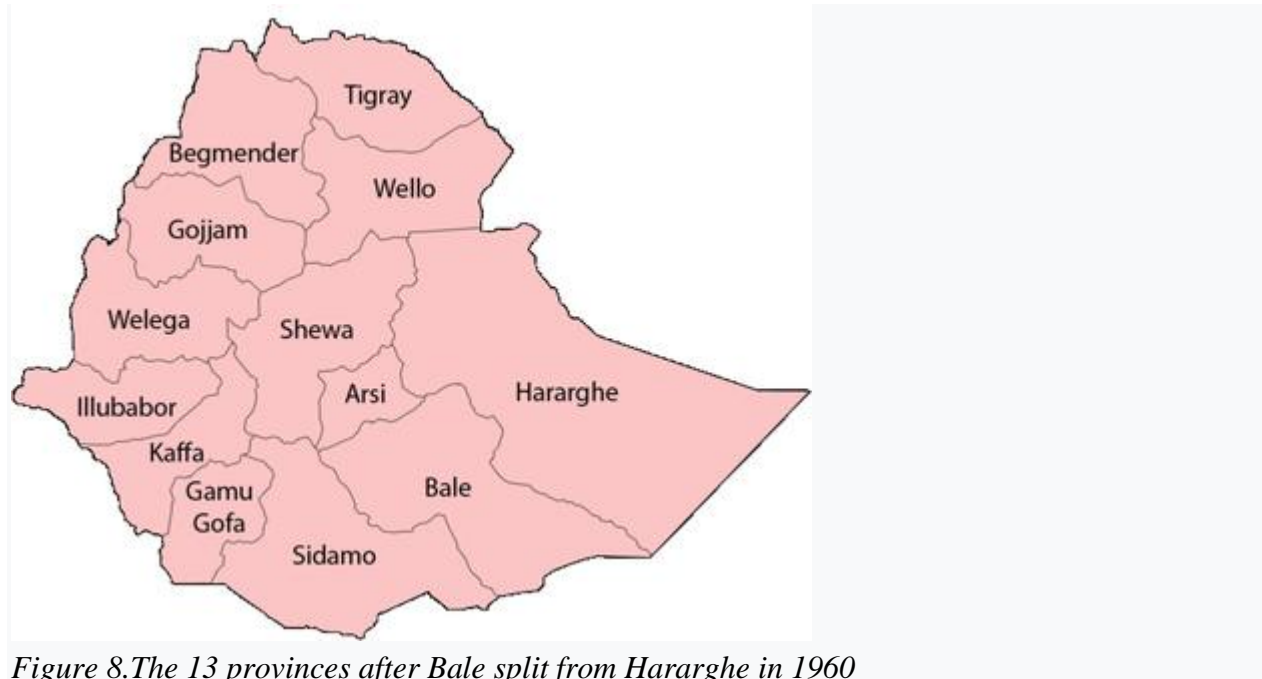 Tigray
Begmender
Wello
Gojjam
Welega
Shewa
Illubabor
Arsi
Hararghe
Kaffa
Gamu
Gofa
Bale
Sidamo
Figure 8.The 13 provinces after Bale split from Hararghe in 1960